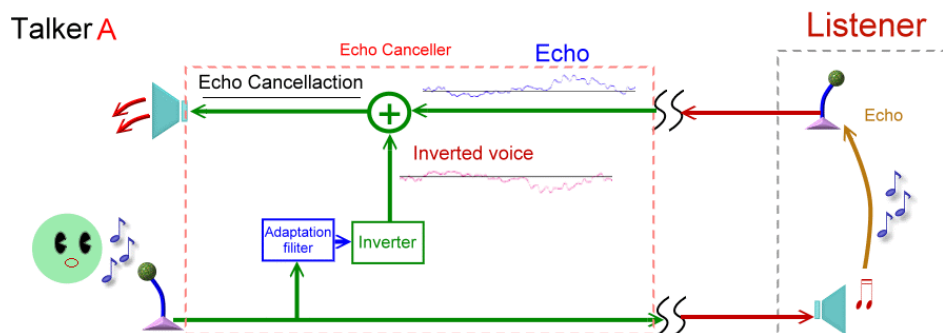 Talker A
Listener
Echo Canceller
Echo
Echo Cancellaction
Echo
Inverted voice
Adaptation
filiter
Inverter